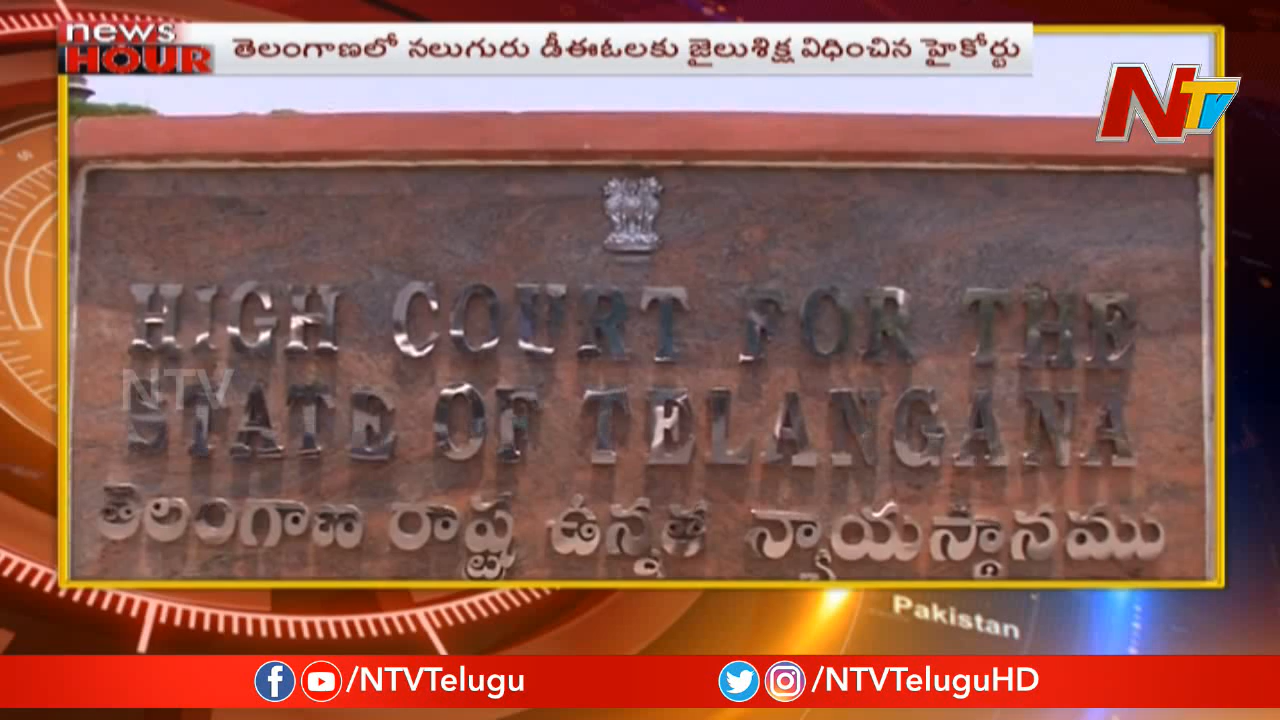 news
HOUR
తెలంగాణలో నలుగురు డీఈఓలకు జైలుశిక్ష విధించిన హైకోర్టు
NTV
HIGH COURT FOR THE
NTV
STATE OF TELANGANA
తెలంగాణ రాష్ట్ర ఉన్నత న్యాయస్థానము
Pakistan
/NTVTelugu
/NTVTeluguHD